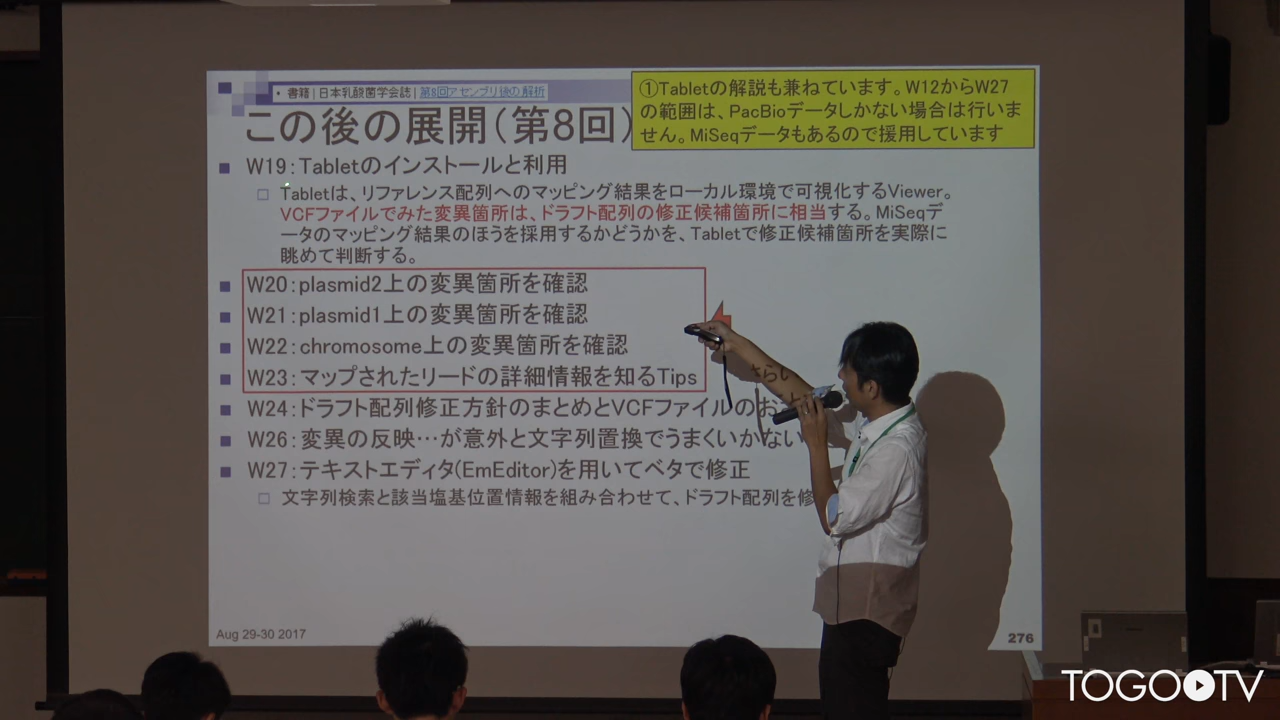 • 書籍 | 日本乳酸菌学会誌 | 第8回アセンブリ後の解析
①Tabletの解説も兼ねています。W12からW27
の範囲は、PacBioデータしかない場合は行いま
せん。MiSeqデータもあるので援用しています
この後の展開(第8回)
W19：Tabletのインストールと利用
Tabletは、リファレンス配列へのマッピング結果をローカル環境で可視化するViewer。
VCFファイルでみた変異箇所は、ドラフト配列の修正候補箇所に相当する。MiSeqデ
ータのマッピング結果のほうを採用するかどうかを、Tabletで修正候補箇所を実際に
眺めて判断する。
W20：plasmid2上の変異箇所を確認
W21：plasmid1上の変異箇所を確認
W22：chromosome上の変異箇所を確認
W23：マップされたリードの詳細情報を知るTips
W24：ドラフト配列修正方針のまとめとVCFファイルのおさらい
W26：変異の反映…が意外と文字列置換でうまくいかない
W27：テキストエディタ(EmEditor)を用いてベタで修正
文字列検索と該当塩基位置情報を組み合わせて、ドラフト配列を修
Aug 29-30 2017
276
TOGOTV